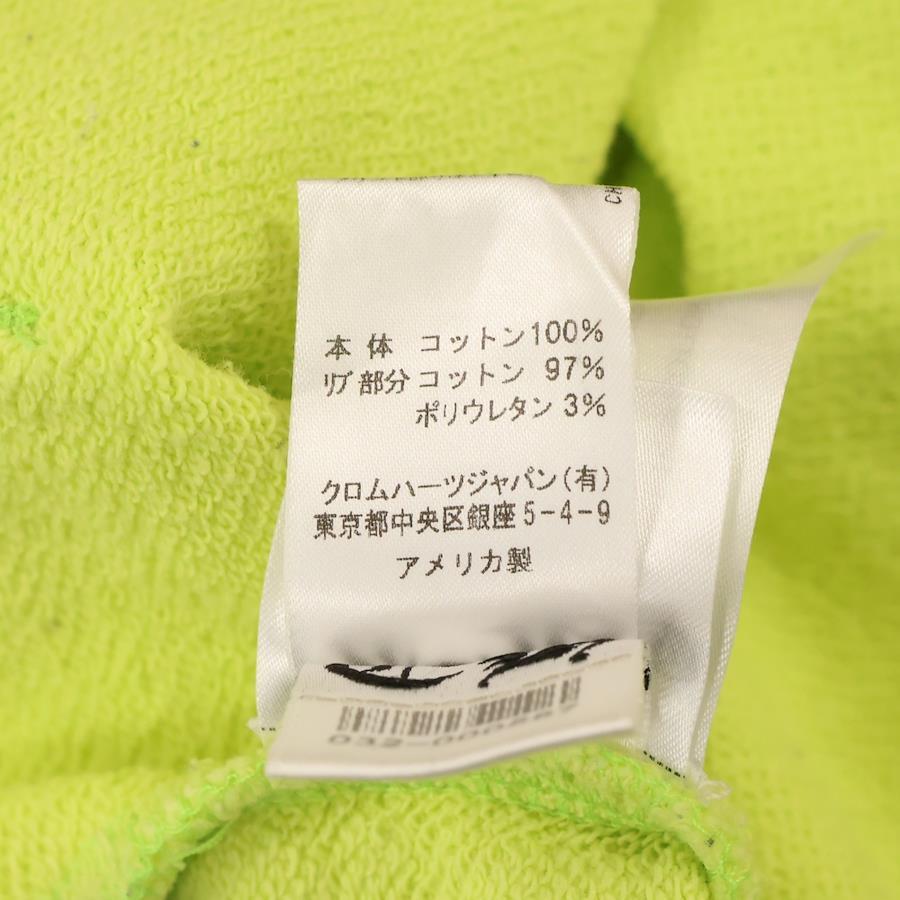 本体 コットン100%
リブ部分 コットン 97%
ポリウレタン 3%
クロムハーツジャパン(有)
東京都中央区銀座5-4-9
アメリカ製